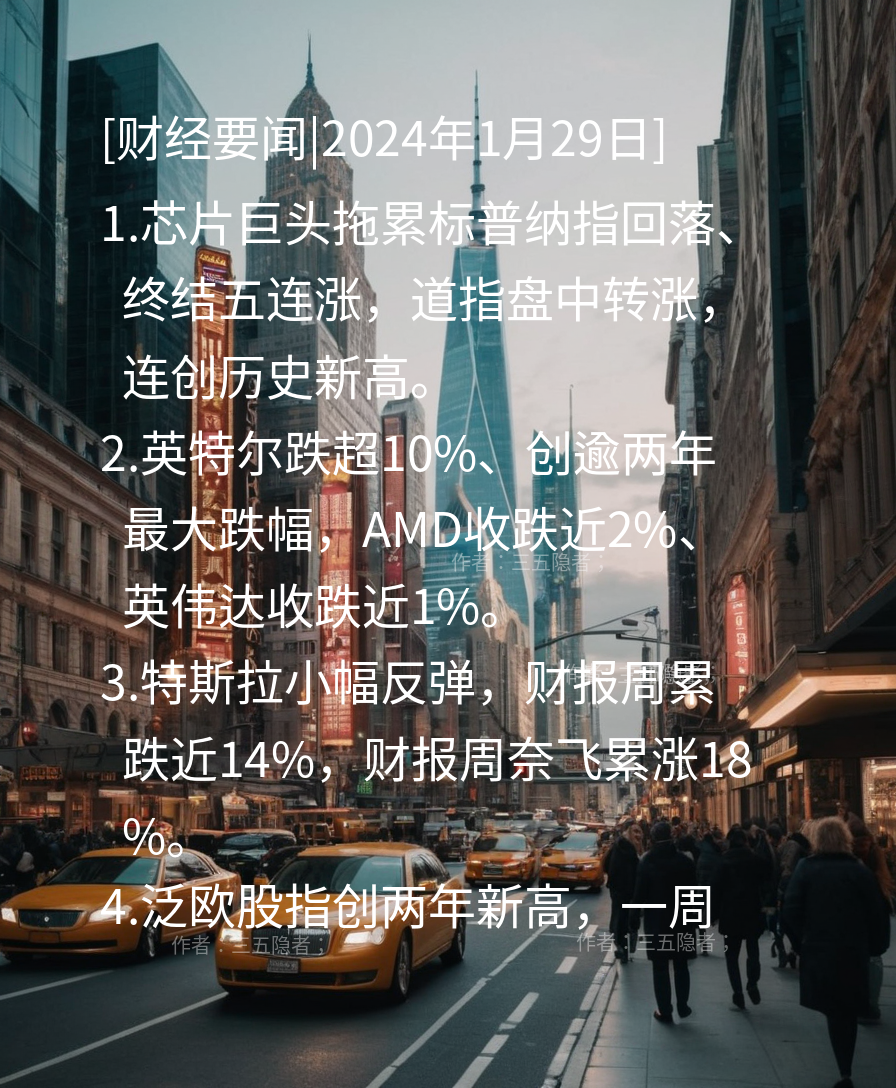 [财经要闻|2024年1月29日]
1.芯片巨头拖累标普纳指回落、
终结五连涨，道指盘中转涨，
连创历史新高。
2.英特尔跌超10%、创逾两年
最大跌幅，AMD收跌近2%、
作者：三五隐者；
英伟达收跌近1%。
3.特斯拉小幅反弹，财报周累
作者：三五隐者；
跌近14%，财报周奈飞累涨18
%。
4.泛欧股指创两年新高，一周
作者：三五隐者；
作者：三五隐者；